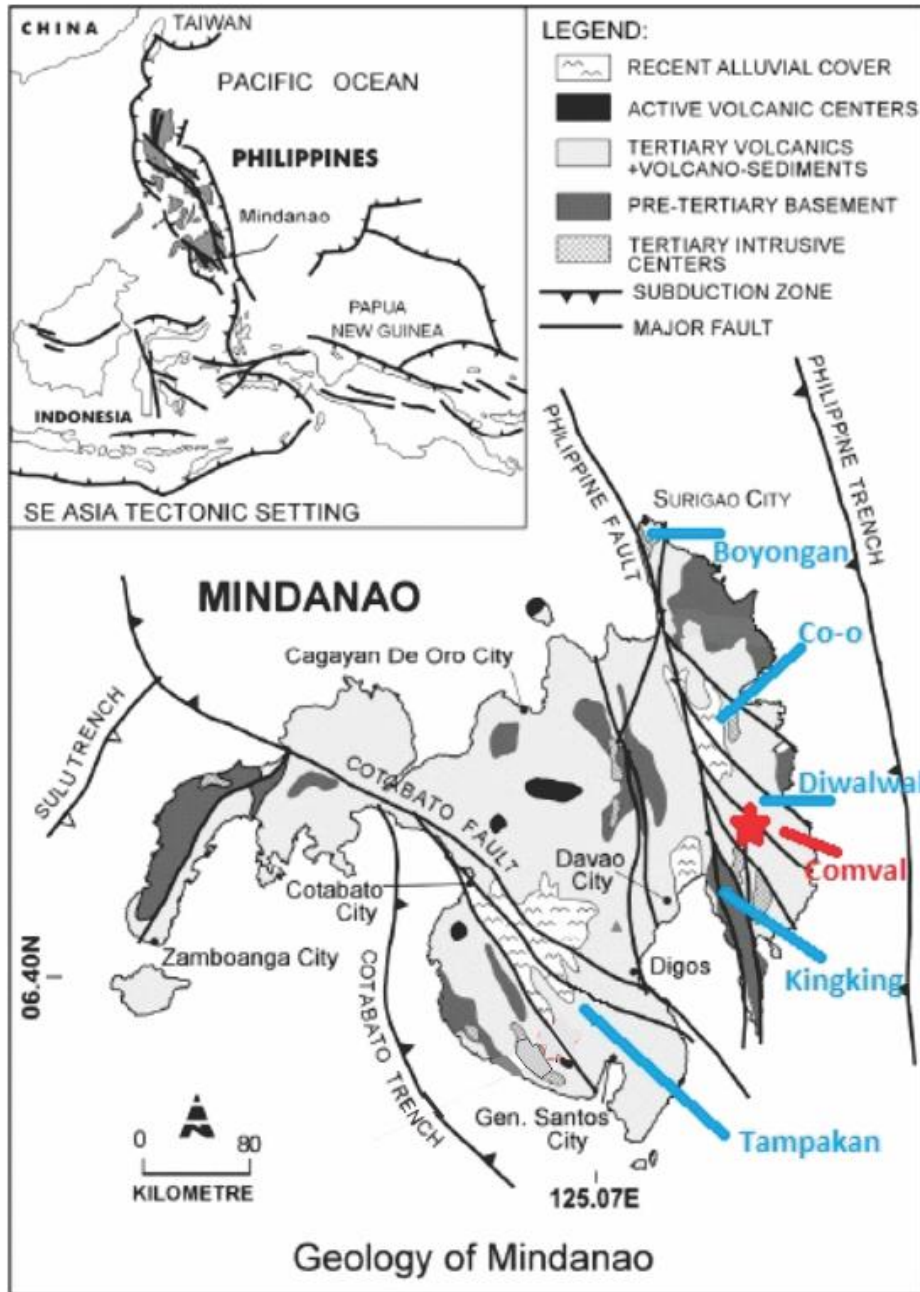 CHINA
TAIWAN
PACIFIC OCEAN
PHILIPPINES
Mindanao
PAPUA
NEW GUINEA
INDONESIA
SE ASIA TECTONIC SETTING
LEGEND:
RECENT ALLUVIAL COVER
ACTIVE VOLCANIC CENTERS
TERTIARY VOLCANICS
+VOLCANO-SEDIMENTS
PRE-TERTIARY BASEMENT
TERTIARY INTRUSIVE
CENTERS
SUBDUCTION ZONE
MAJOR FAULT
PHILIPPINE FAULT
PHILIPPINE TRENCH
SURIGAO CITY
Boyongan
MINDANAO
Co-o
Cagayan De Oro City
SULU TRENCH
COTABATO FAULT
Diwalwal
Davao
City
Comval
Cotabato
City
Zamboanga City
Digos
Kingking
06.40N
COTABATO TRENCH
Gen. Santos
City
Tampakan
0 80
KILOMETRE
125.07E
Geology of Mindanao